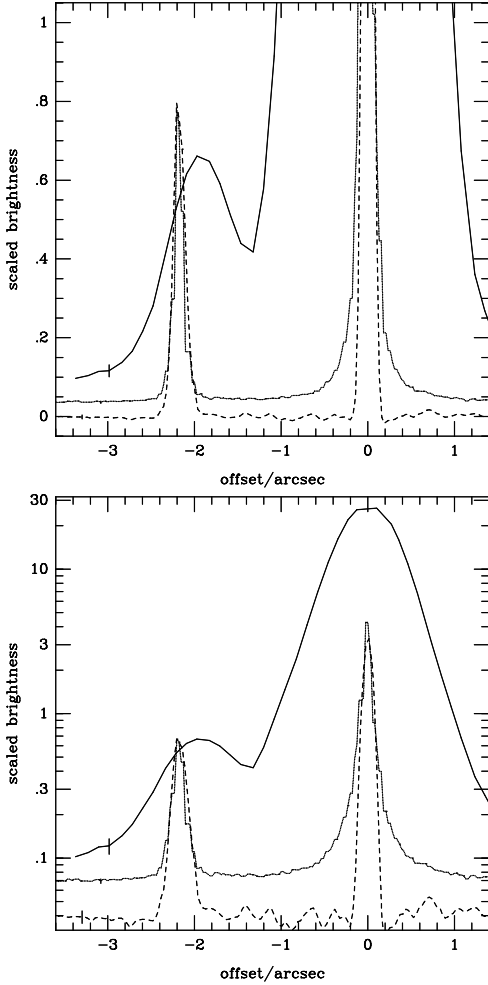 1
.8
.6
.4
.2
0
scaled brightness
−3 −2 −1 0 1
offset/arcsec
30
10
3
1
.3
.1
scaled brightness
−3 −2 −1 0 1
offset/arcsec